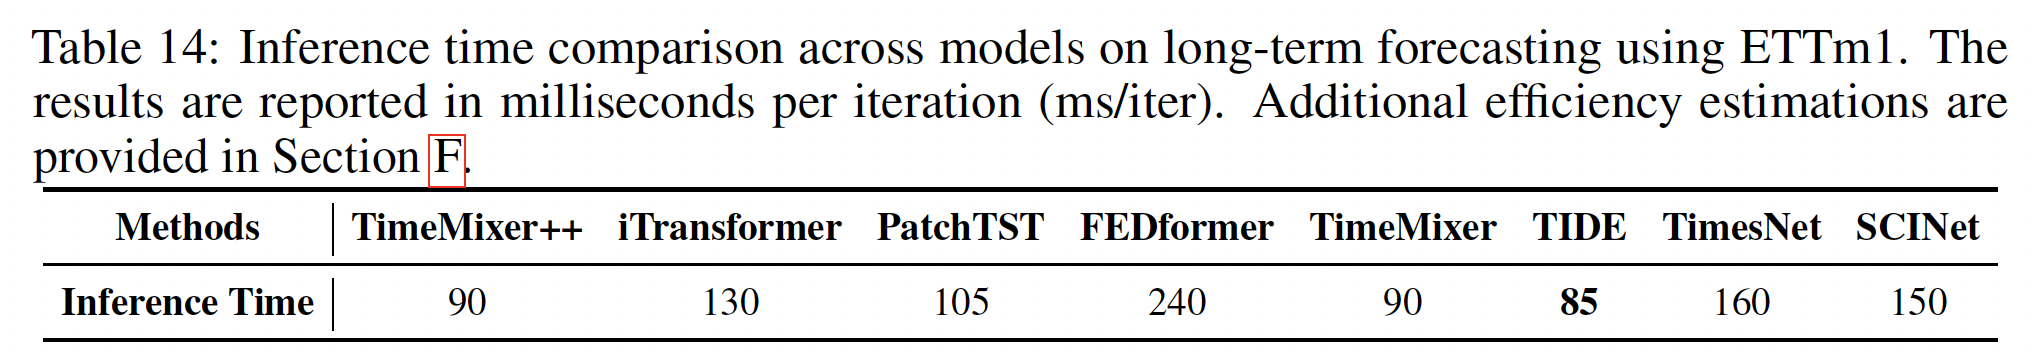 Table 14: Inference time comparison across models on long-term forecasting using ETTm1. The
results are reported in milliseconds per iteration (ms/iter). Additional efficiency estimations are
provided in Section F.
Methods TimeMixer++ iTransformer PatchTST FEDformer TimeMixer TIDE TimesNet SCINet
Inference Time 90 130 105 240 90 85 160 150